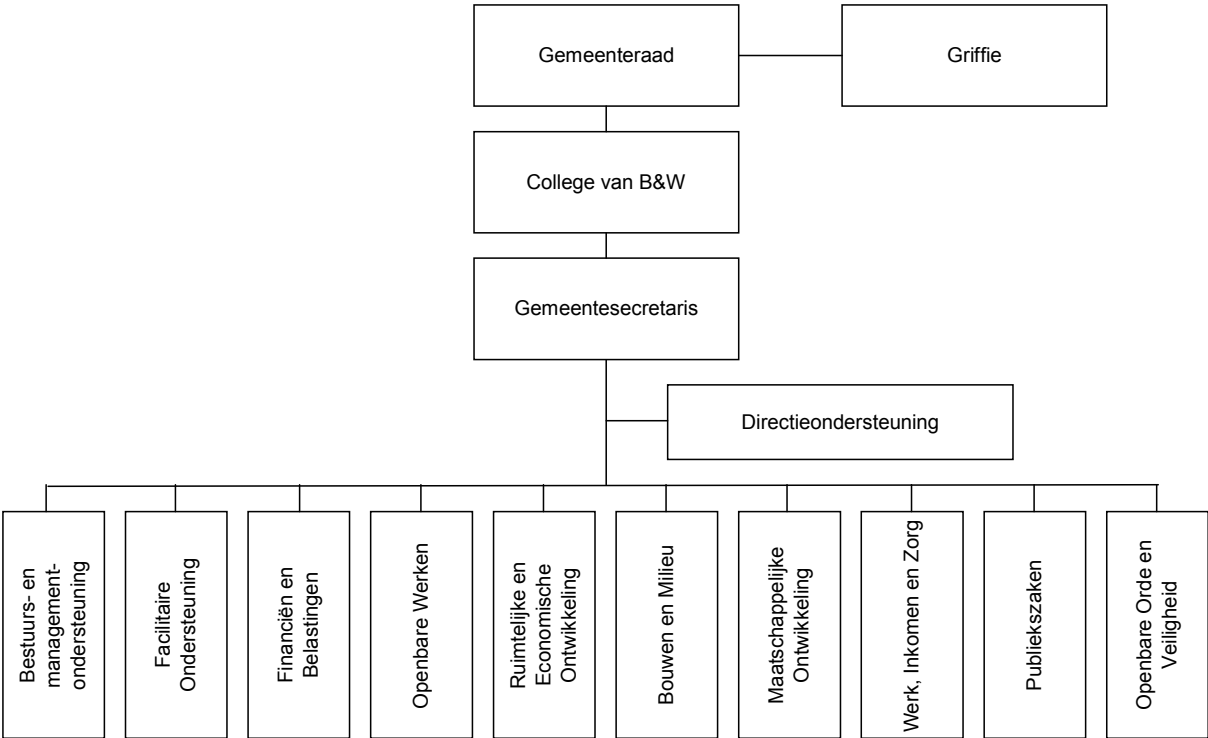 Gemeenteraad
Griffie
College van B&W
Gemeentesecretaris
Directieondersteuning
Bestuurs- en
management-
ondersteuning
Facilitaire
Ondersteuning
Financiën en
Belastingen
Openbare Werken
Ruimtelijke en
Economische
Ontwikkeling
Bouwen en Milieu
Maatschappelijke
Ontwikkeling
Werk, Inkomen en Zorg
Publiekszaken
Openbare Orde en
Veiligheid